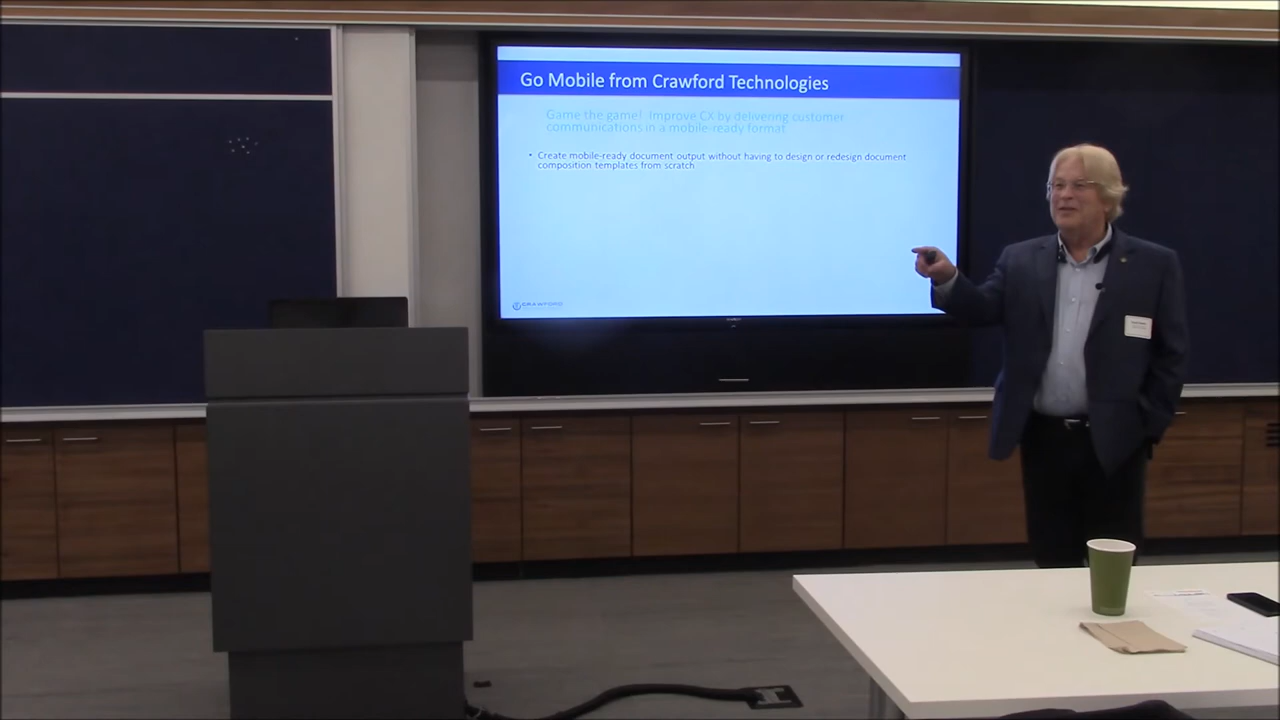 Go Mobile from Crawford Technologies
Game the game! Improve CX by delivering customer
communications in a mobile-ready format
• Create mobile-ready document output without having to design or redesign document
composition templates from scratch
CRAWFORD